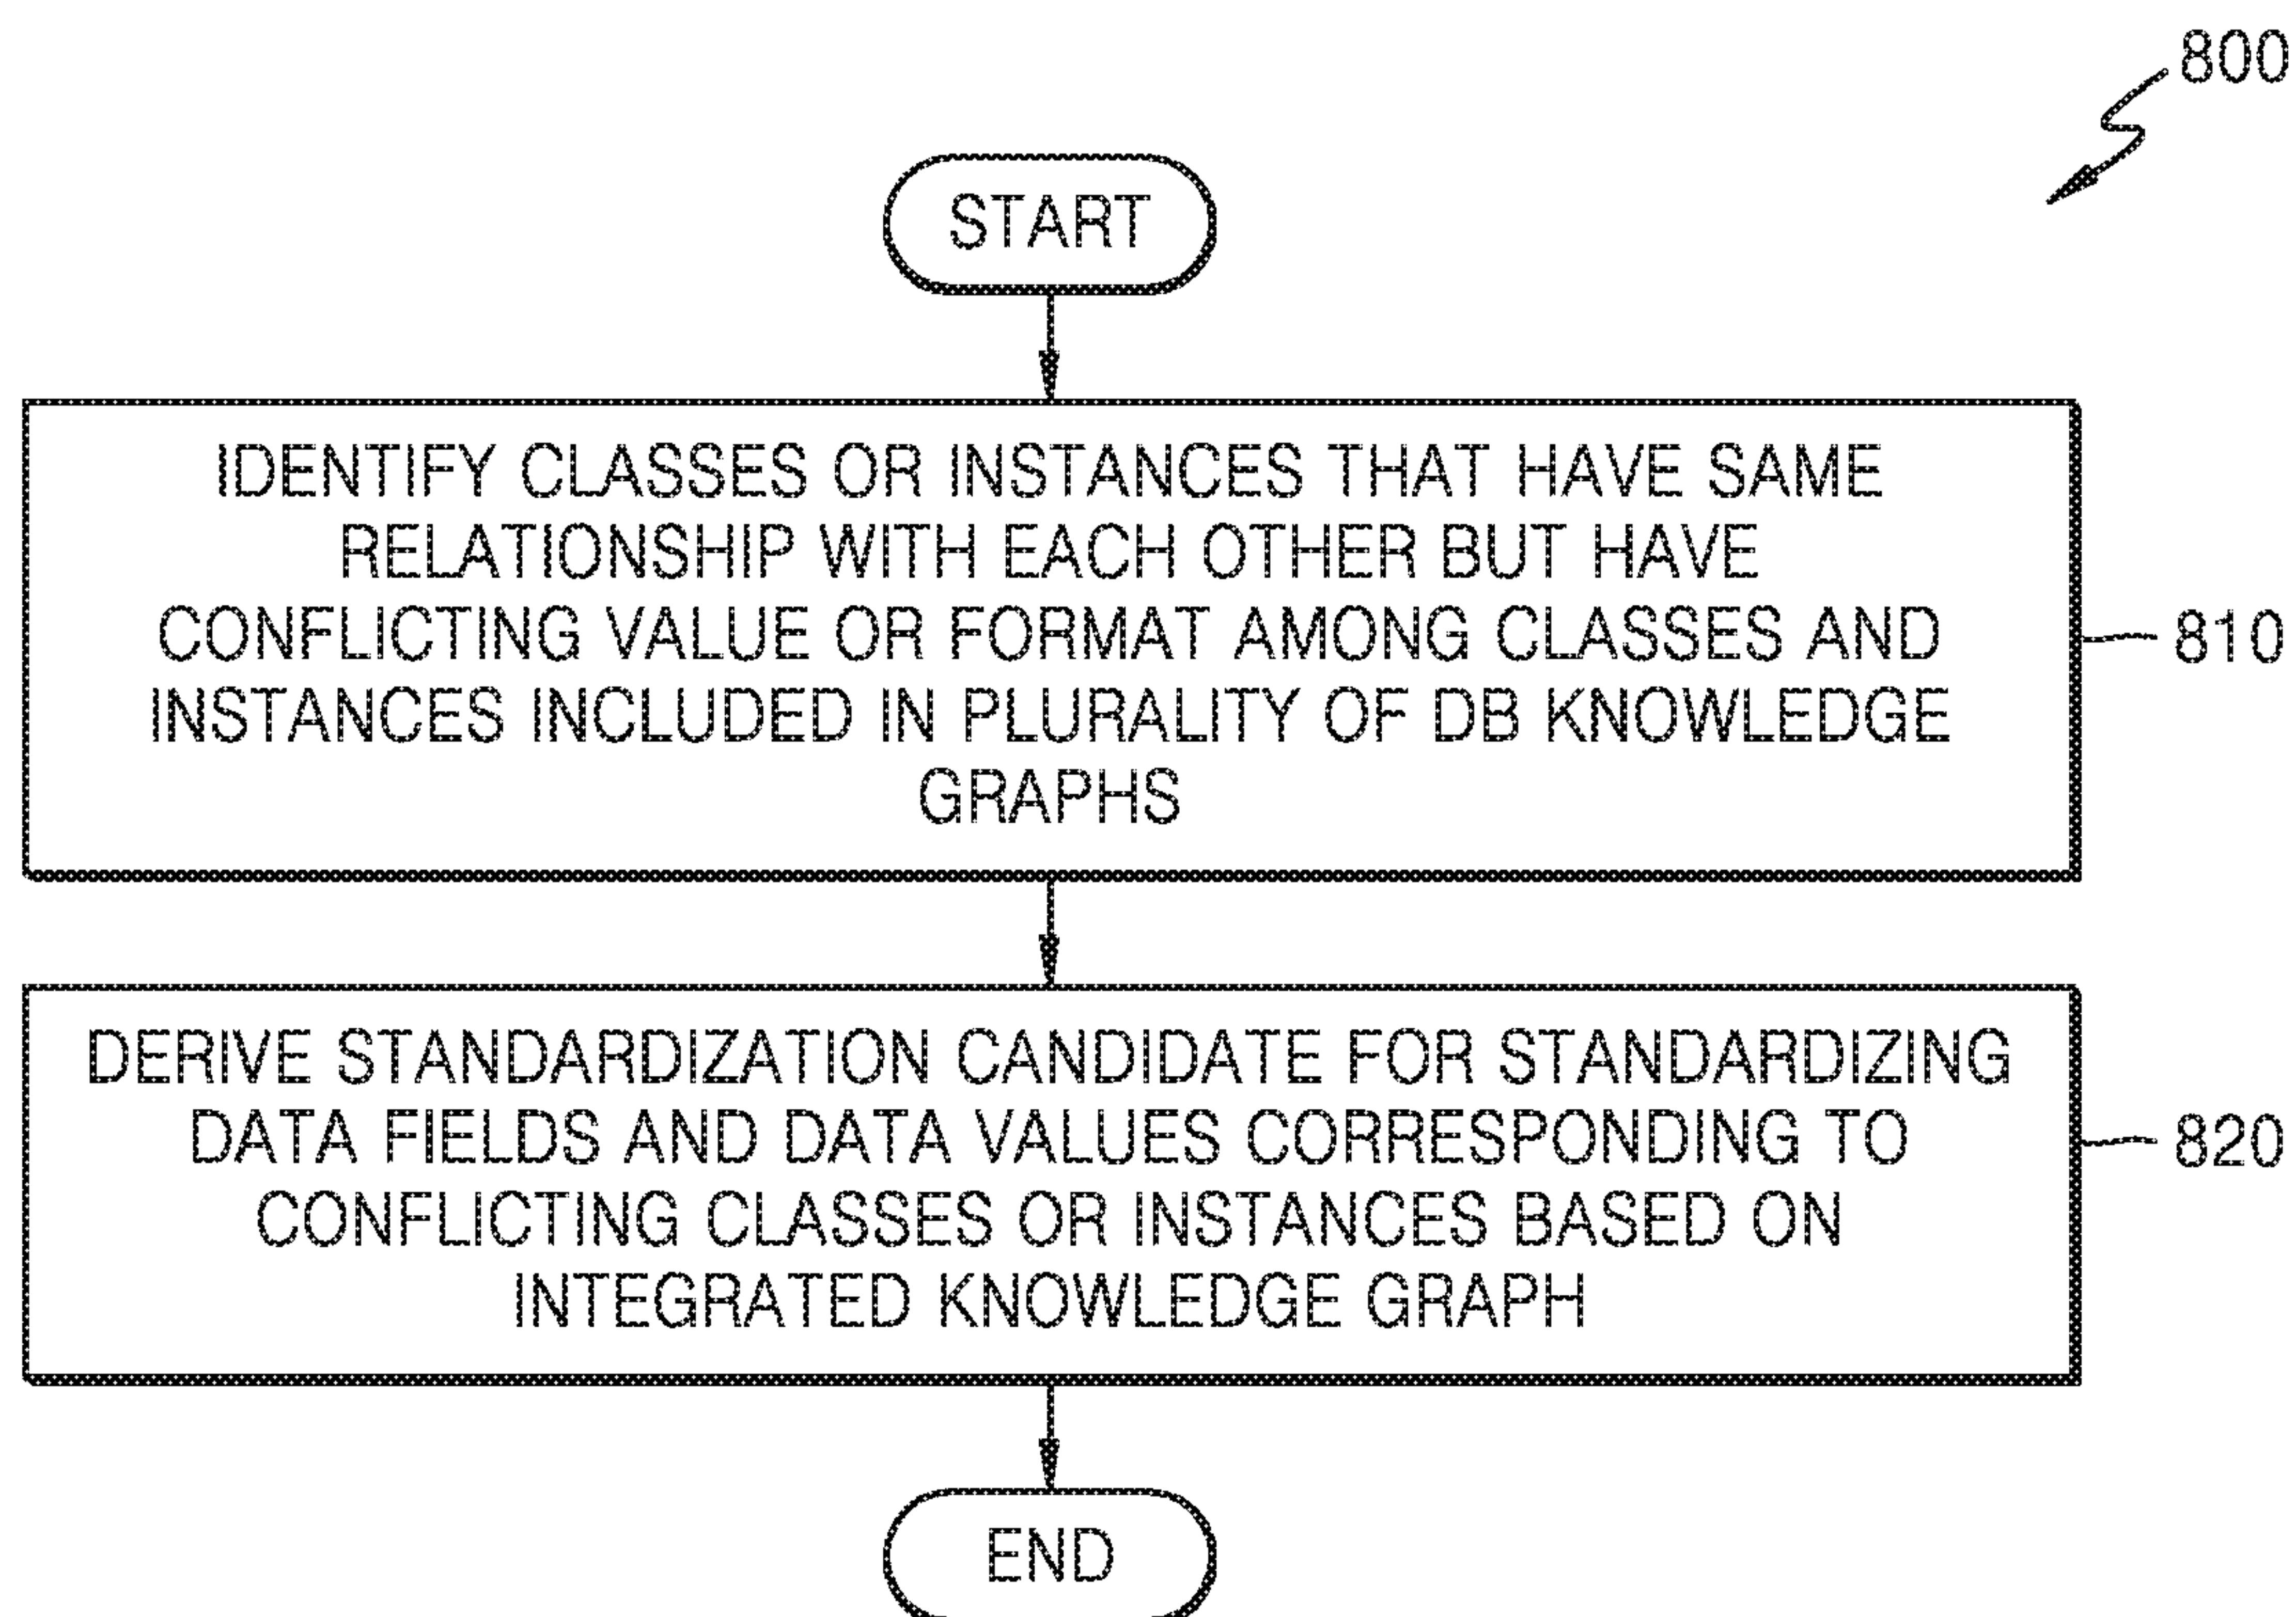 800
START
IDENTIFY CLASSES OR INSTANCES THAT HAVE SAME
RELATIONSHIP WITH EACH OTHER BUT HAVE
CONFLICTING VALUE OR FORMAT AMONG CLASSES AND
INSTANCES INCLUDED IN PLURALITY OF DB KNOWLEDGE
GRAPHS
810
DERIVE STANDARDIZATION CANDIDATE FOR STANDARDIZING
DATA FIELDS AND DATA VALUES CORRESPONDING TO
CONFLICTING CLASSES OR INSTANCES BASED ON
INTEGRATED KNOWLEDGE GRAPH
820
END